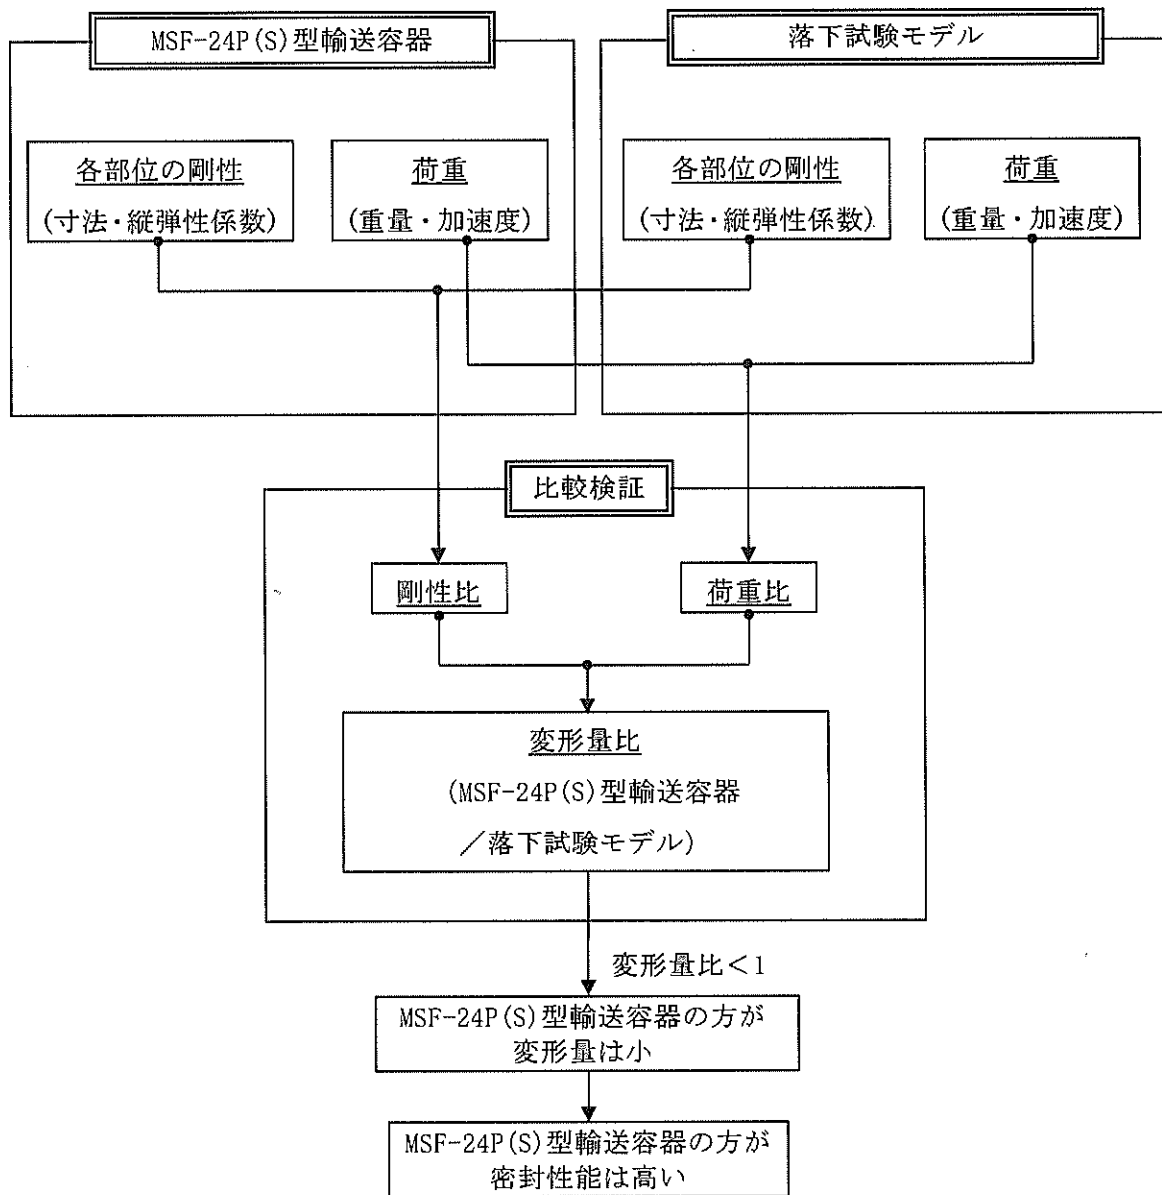 MSF-24P(S)型輸送容器
落下試験モデル
各部位の剛性
(寸法・縦弾性係数)
荷重
(重量・加速度)
各部位の剛性
(寸法・縦弾性係数)
荷重
(重量・加速度)
比較検証
剛性比
荷重比
変形量比
(MSF-24P(S)型輸送容器
／落下試験モデル)
変形量比＜1
MSF-24P(S)型輸送容器の方が
変形量は小
MSF-24P(S)型輸送容器の方が
密封性能は高い